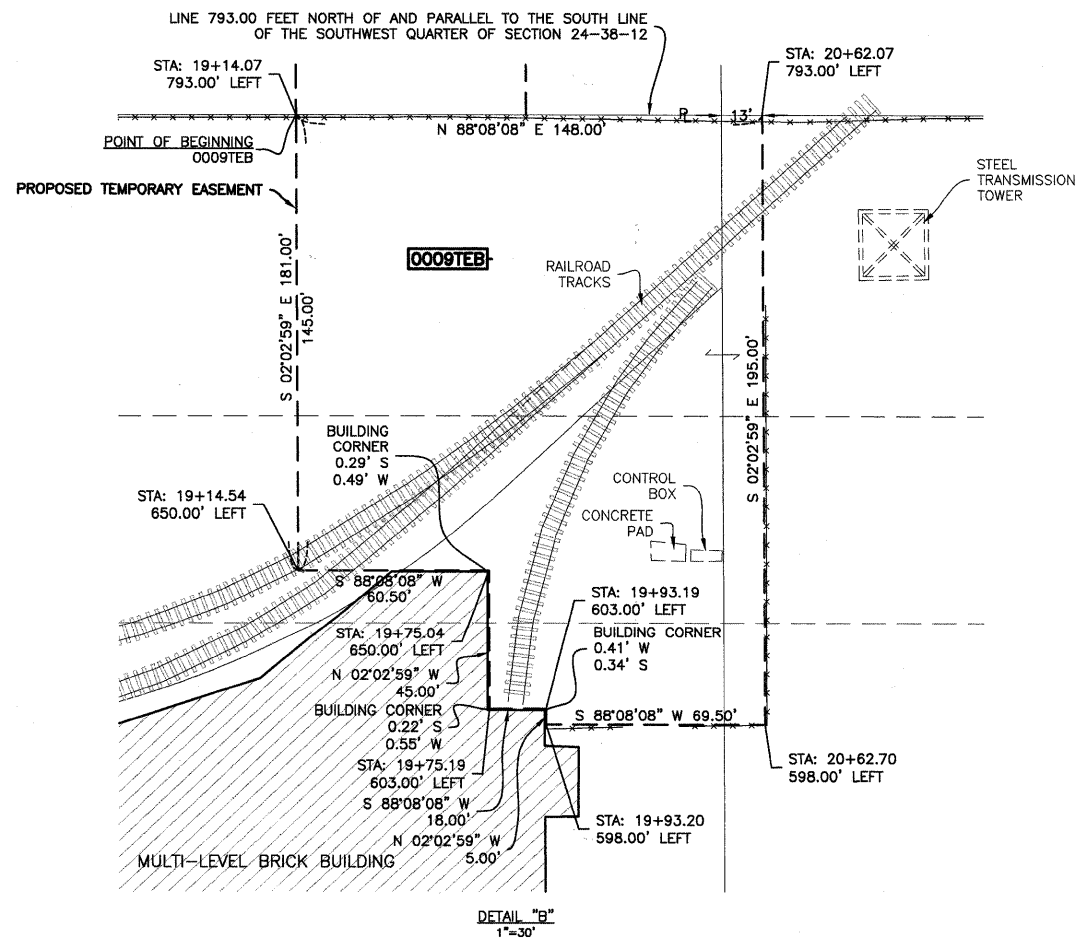 LINE 793.00 FEET NORTH OF AND PARALLEL TO THE SOUTH LINE
OF THE SOUTHWEST QUARTER OF SECTION 24-38-12
STA: 19+14.07
793.00' LEFT
STA: 20+62.07
793.00' LEFT
N 88°08'08" E 148.00'
13'
POINT OF BEGINNING
0009TEB
PROPOSED TEMPORARY EASEMENT
STEEL
TRANSMISSION
TOWER
0009TEB
RAILROAD
TRACKS
S 02°02'59" E 181.00'
145.00'
S 02°02'59" E 195.00'
BUILDING
CORNER
0.29' S
0.49' W
STA: 19+14.54
650.00' LEFT
CONTROL
BOX
CONCRETE
PAD
S 88°08'08" W
60.50'
STA: 19+93.19
603.00' LEFT
BUILDING CORNER
0.41' W
0.34' S
STA: 19+75.04
650.00' LEFT
N 02°02'59" W
45.00'
BUILDING CORNER
0.22' S
0.55' W
S 88°08'08" W 69.50'
STA: 19+75.19
603.00' LEFT
STA: 20+62.70
598.00' LEFT
S 88°08'08" W
18.00'
STA: 19+93.20
598.00' LEFT
N 02°02'59" W
5.00'
MULTI-LEVEL BRICK BUILDING
DETAIL "B"
1"=30'